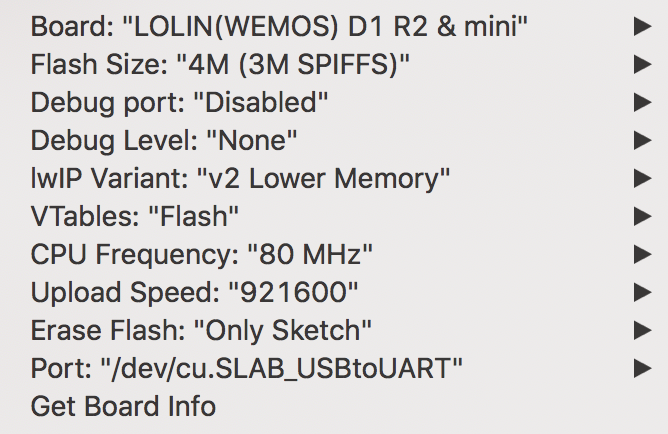 Board: "LOLIN(WEMOS) D1 R2 & mini"
Flash Size: "4M (3M SPIFFS)"
Debug port: "Disabled"
Debug Level: "None"
lwIP Variant: "v2 Lower Memory"
VTables: "Flash"
CPU Frequency: "80 MHz"
Upload Speed: "921600"
Erase Flash: "Only Sketch"
Port: "/dev/cu.SLAB_USBtoUART"
Get Board Info